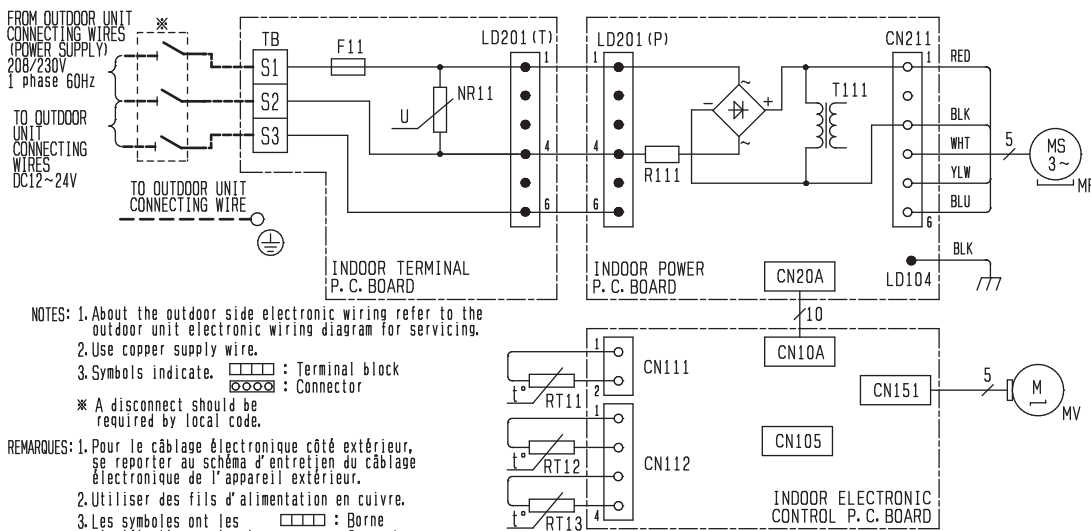 FROM OUTDOOR UNIT
CONNECTING WIRES
(POWER SUPPLY)
208/230V
1 phase 60Hz
※
TO OUTDOOR
UNIT
CONNECTING
WIRES
DC12~24V
TO OUTDOOR UNIT
CONNECTING WIRE
TB
S1
S2
S3
F11
NR11
U
LD201(T)
1
4
6
INDOOR TERMINAL
P. C. BOARD
LD201(P)
1
4
6
R111
~
− +
~
T111
CN211
1
6
INDOOR POWER
P. C. BOARD
RED
BLK
WHT
YLW
BLU
5
MS
3~
LD104
BLK
CN20A
10
CN10A
CN111
1
2
t°
RT11
CN112
1
4
t°
RT12
t°
RT13
CN151
5
M
MV
CN105
INDOOR ELECTRONIC
CONTROL P. C. BOARD
NOTES: 1. About the outdoor side electronic wiring refer to the
outdoor unit electronic wiring diagram for servicing.
2. Use copper supply wire.
3. Symbols indicate. : Terminal block
: Connector
※ A disconnect should be
required by local code.
REMARQUES: 1. Pour le câblage électronique côté extérieur,
se reporter au schéma d'entretien du câblage
électronique de l'appareil extérieur.
2. Utiliser des fils d'alimentation en cuivre.
3. Les symboles ont les : Borne